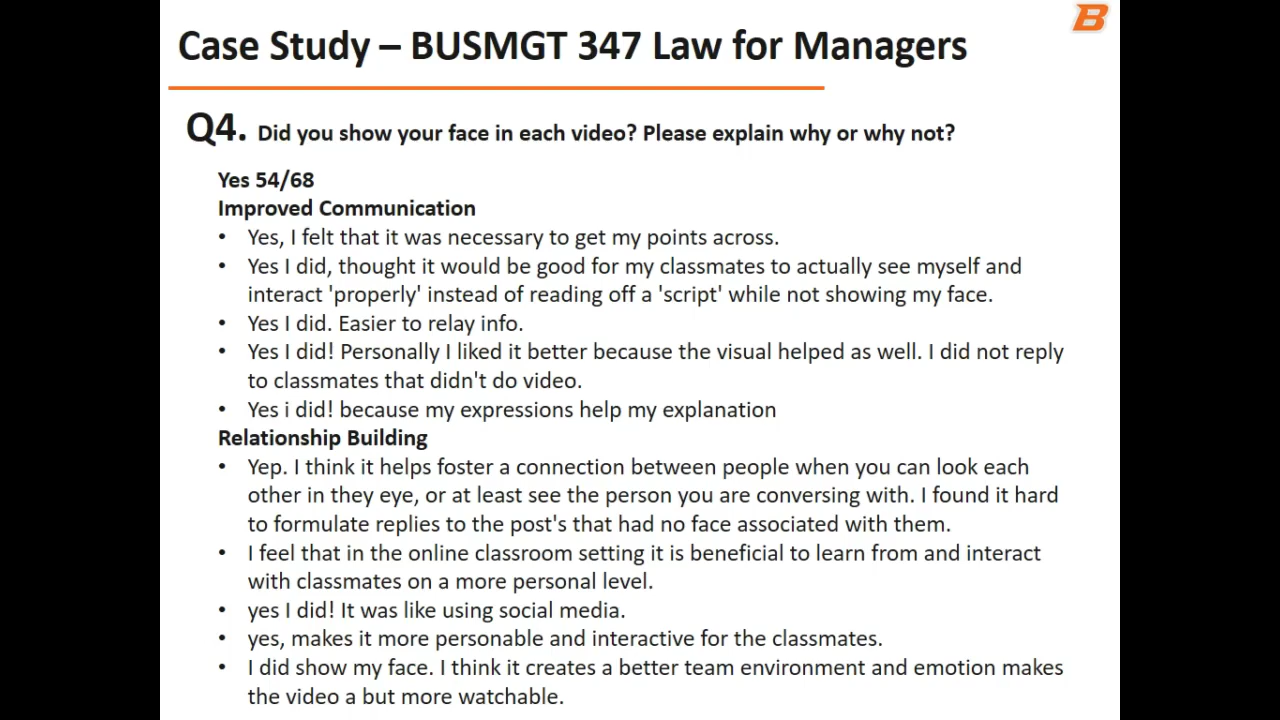 B
Case Study – BUSMGT 347 Law for Managers
Q4. Did you show your face in each video? Please explain why or why not?
Yes 54/68
Improved Communication
• Yes, I felt that it was necessary to get my points across.
• Yes I did, thought it would be good for my classmates to actually see myself and
interact 'properly' instead of reading off a 'script' while not showing my face.
• Yes I did. Easier to relay info.
• Yes I did! Personally I liked it better because the visual helped as well. I did not reply
to classmates that didn't do video.
• Yes i did! because my expressions help my explanation
Relationship Building
• Yep. I think it helps foster a connection between people when you can look each
other in they eye, or at least see the person you are conversing with. I found it hard
to formulate replies to the post's that had no face associated with them.
• I feel that in the online classroom setting it is beneficial to learn from and interact
with classmates on a more personal level.
• yes I did! It was like using social media.
• yes, makes it more personable and interactive for the classmates.
• I did show my face. I think it creates a better team environment and emotion makes
the video a but more watchable.